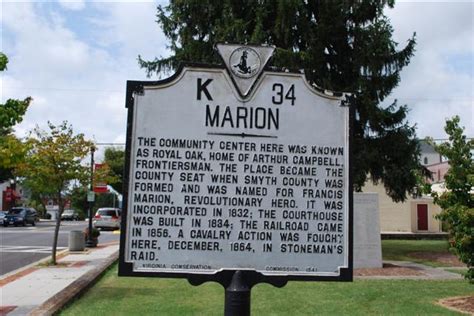 K 34
MARION
THE COMMUNITY CENTER HERE WAS KNOWN
AS ROYAL OAK, HOME OF ARTHUR CAMPBELL,
FRONTIERSMAN. THE PLACE BECAME THE
COUNTY SEAT WHEN SMYTH COUNTY WAS
FORMED AND WAS NAMED FOR FRANCIS
MARION, REVOLUTIONARY HERO. IT WAS
INCORPORATED IN 1832; THE COURTHOUSE
WAS BUILT IN 1834; THE RAILROAD CAME
IN 1856. A CAVALRY ACTION WAS FOUGHT
HERE, DECEMBER, 1864, IN STONEMAN'S
RAID.
VIRGINIA CONSERVATION COMMISSION 1941